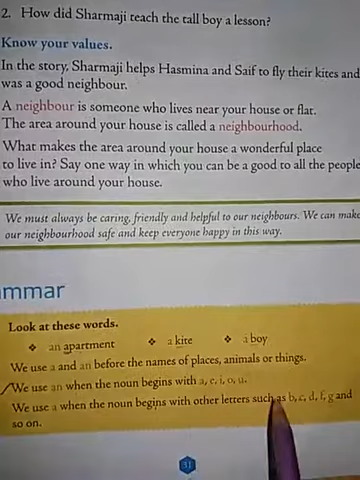 2. How did Sharmaji teach the tall boy a lesson?
Know your values.
In the story, Sharmaji helps Hasmina and Saif to fly their kites and
was a good neighbour.
A neighbour is someone who lives near your house or flat.
The area around your house is called a neighbourhood.
What makes the area around your house a wonderful place
to live in? Say one way in which you can be a good to all the people
who live around your house.
We must always be caring, friendly and helpful to our neighbours. We can make
our neighbourhood safe and keep everyone happy in this way.
mmar
Look at these words.
❖ an apartment ❖ a kite ❖ a boy
We use a and an before the names of places, animals or things.
We use an when the noun begins with a, e, i, o, u.
We use a when the noun begins with other letters such as b, c, d, f, g and
so on.
31